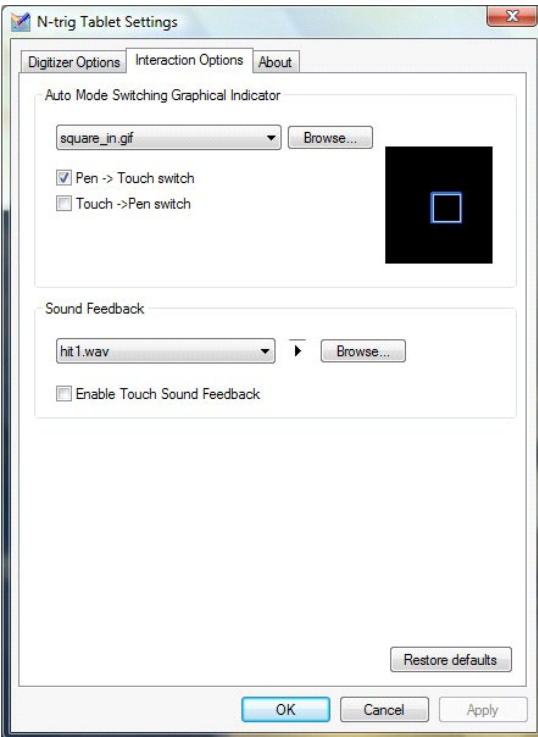 N-trig Tablet Settings
Digitizer Options Interaction Options About
Auto Mode Switching Graphical Indicator
square_in.gif Browse...
Pen -> Touch switch
Touch ->Pen switch
Sound Feedback
hit1.wav Browse...
Enable Touch Sound Feedback
Restore defaults
OK Cancel Apply